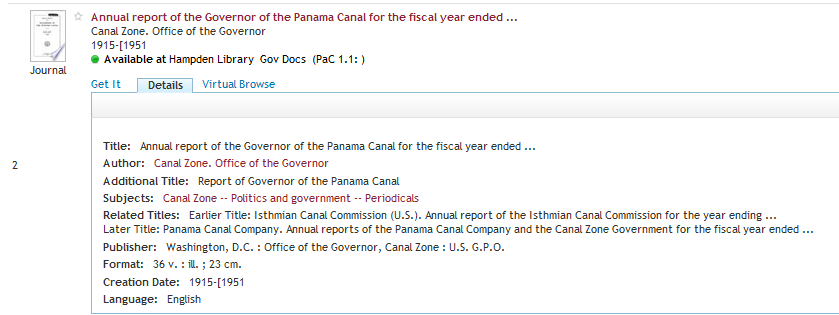 Annual report of the Governor of the Panama Canal for the fiscal year ended ...
Canal Zone. Office of the Governor
1915-[1951
Available at Hampden Library Gov Docs (PaC 1.1: )
Journal
Get It Details Virtual Browse
2
Title: Annual report of the Governor of the Panama Canal for the fiscal year ended ...
Author: Canal Zone. Office of the Governor
Additional Title: Report of Governor of the Panama Canal
Subjects: Canal Zone -- Politics and government -- Periodicals
Related Titles: Earlier Title: Isthmian Canal Commission (U.S.). Annual report of the Isthmian Canal Commission for the year ending ...
Later Title: Panama Canal Company. Annual reports of the Panama Canal Company and the Canal Zone Government for the fiscal year ended ...
Publisher: Washington, D.C. : Office of the Governor, Canal Zone : U.S. G.P.O.
Format: 36 v. : ill. ; 23 cm.
Creation Date: 1915-[1951
Language: English